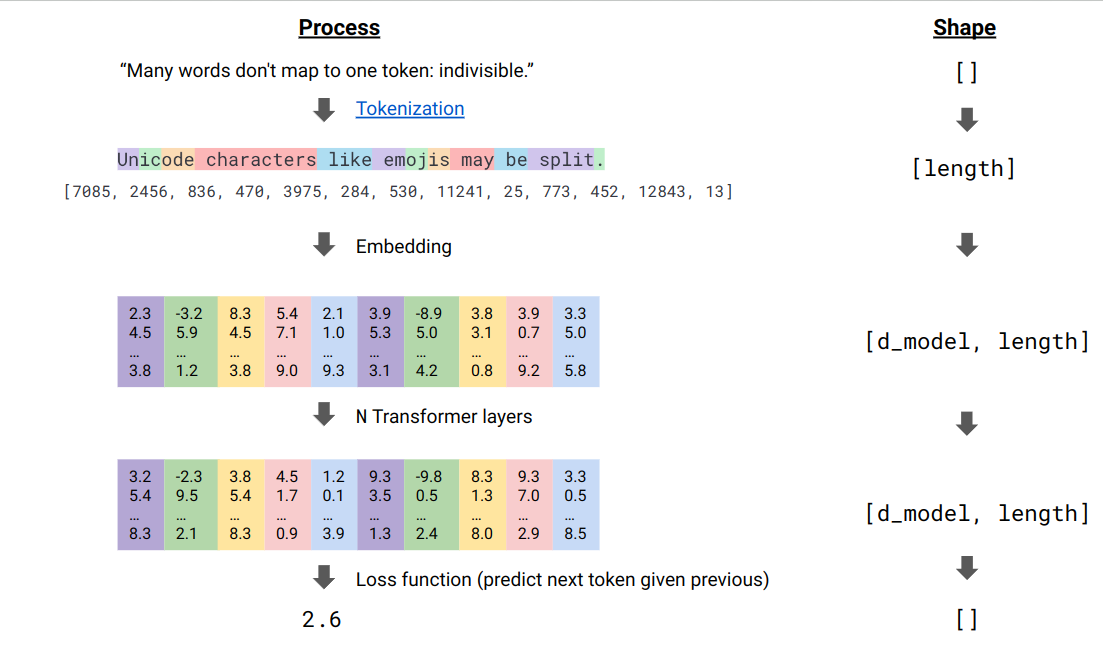 Process Shape
“Many words don't map to one token: indivisible.” []
Tokenization
Unicode characters like emojis may be split.
[length]
[7085, 2456, 836, 470, 3975, 284, 530, 11241, 25, 773, 452, 12843, 13]
Embedding
2.3 -3.2 8.3 5.4 2.1 3.9 -8.9 3.8 3.9 3.3
4.5 5.9 4.5 7.1 1.0 5.3 5.0 3.1 0.7 5.0
[d_model, length]
... ... ... ... ... ... ... ... ... ...
3.8 1.2 3.8 9.0 9.3 3.1 4.2 0.8 9.2 5.8
N Transformer layers
3.2 -2.3 3.8 4.5 1.2 9.3 -9.8 8.3 9.3 3.3
5.4 9.5 5.4 1.7 0.1 3.5 0.5 1.3 7.0 0.5
[d_model, length]
... ... ... ... ... ... ... ... ... ...
8.3 2.1 8.3 0.9 3.9 1.3 2.4 8.0 2.9 8.5
Loss function (predict next token given previous)
2.6 []